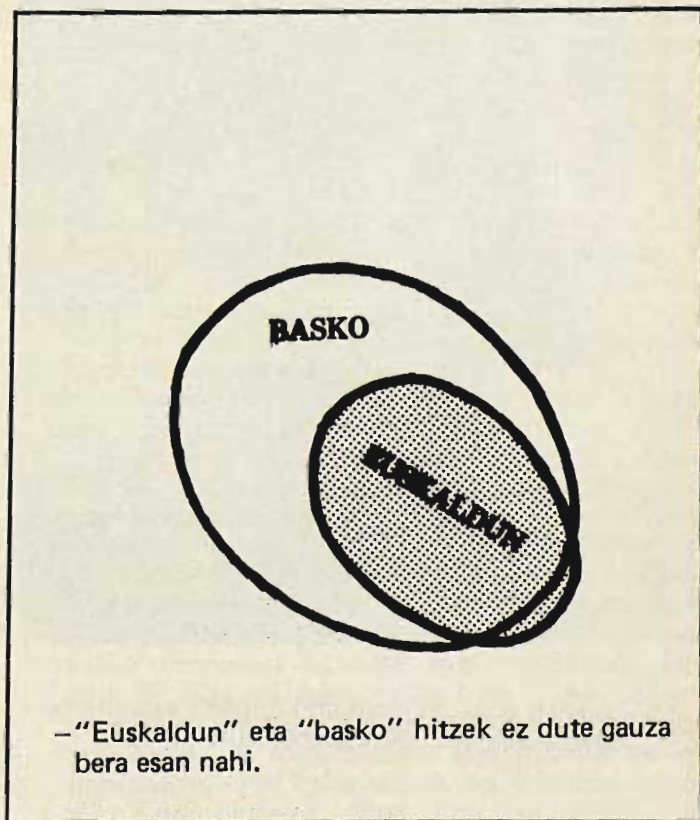 BASKO
EUSKALDUN
–"Euskaldun" eta "basko" hitzek ez dute gauza
bera esan nahi.